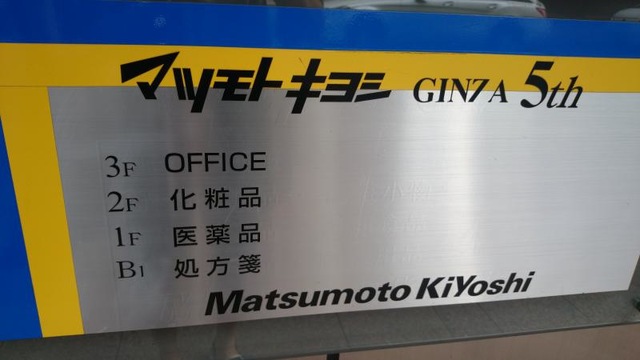 マツモトキヨシ GINZA 5th
3F OFFICE
2F 化粧品
1F 医薬品
B1 処方箋
Matsumoto KiYoshi